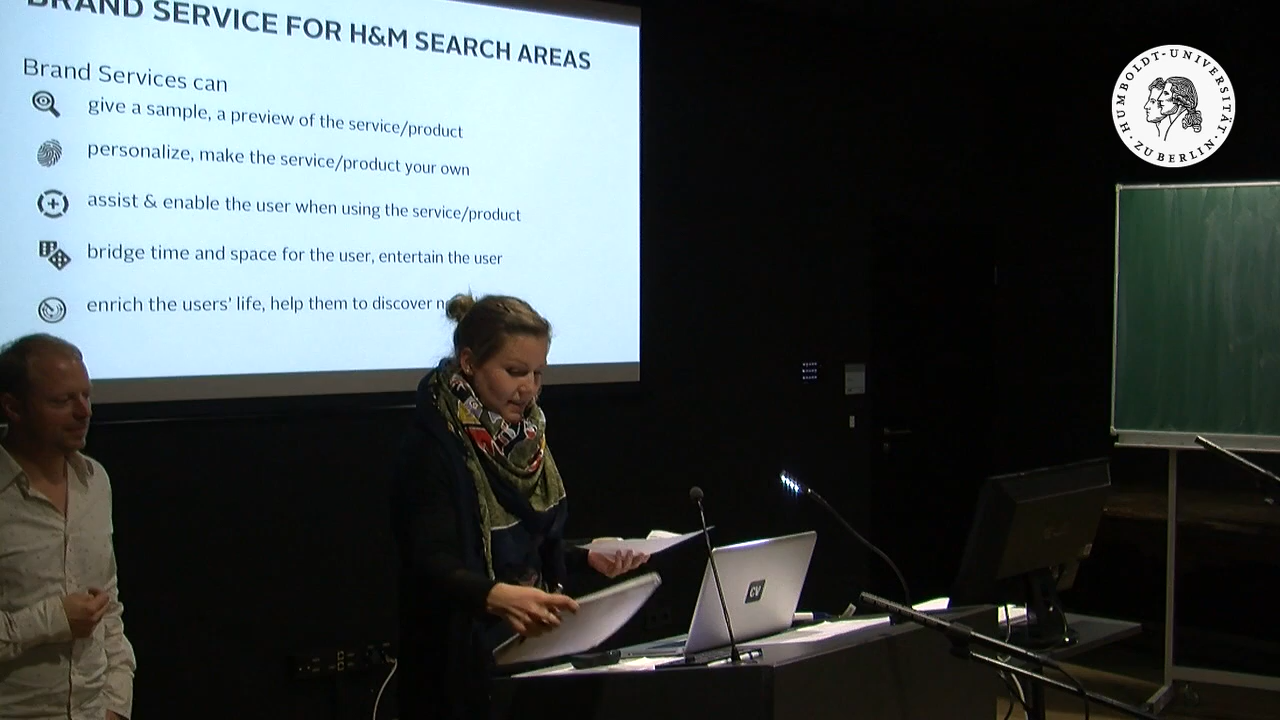 BRAND SERVICE FOR H&M SEARCH AREAS
Brand Services can
give a sample, a preview of the service/product
personalize, make the service/product your own
assist & enable the user when using the service/product
bridge time and space for the user, entertain the user
enrich the users' life, help them to discover
HUMBOLDT-UNIVERSITÄT
· ZU BERLIN ·
CV